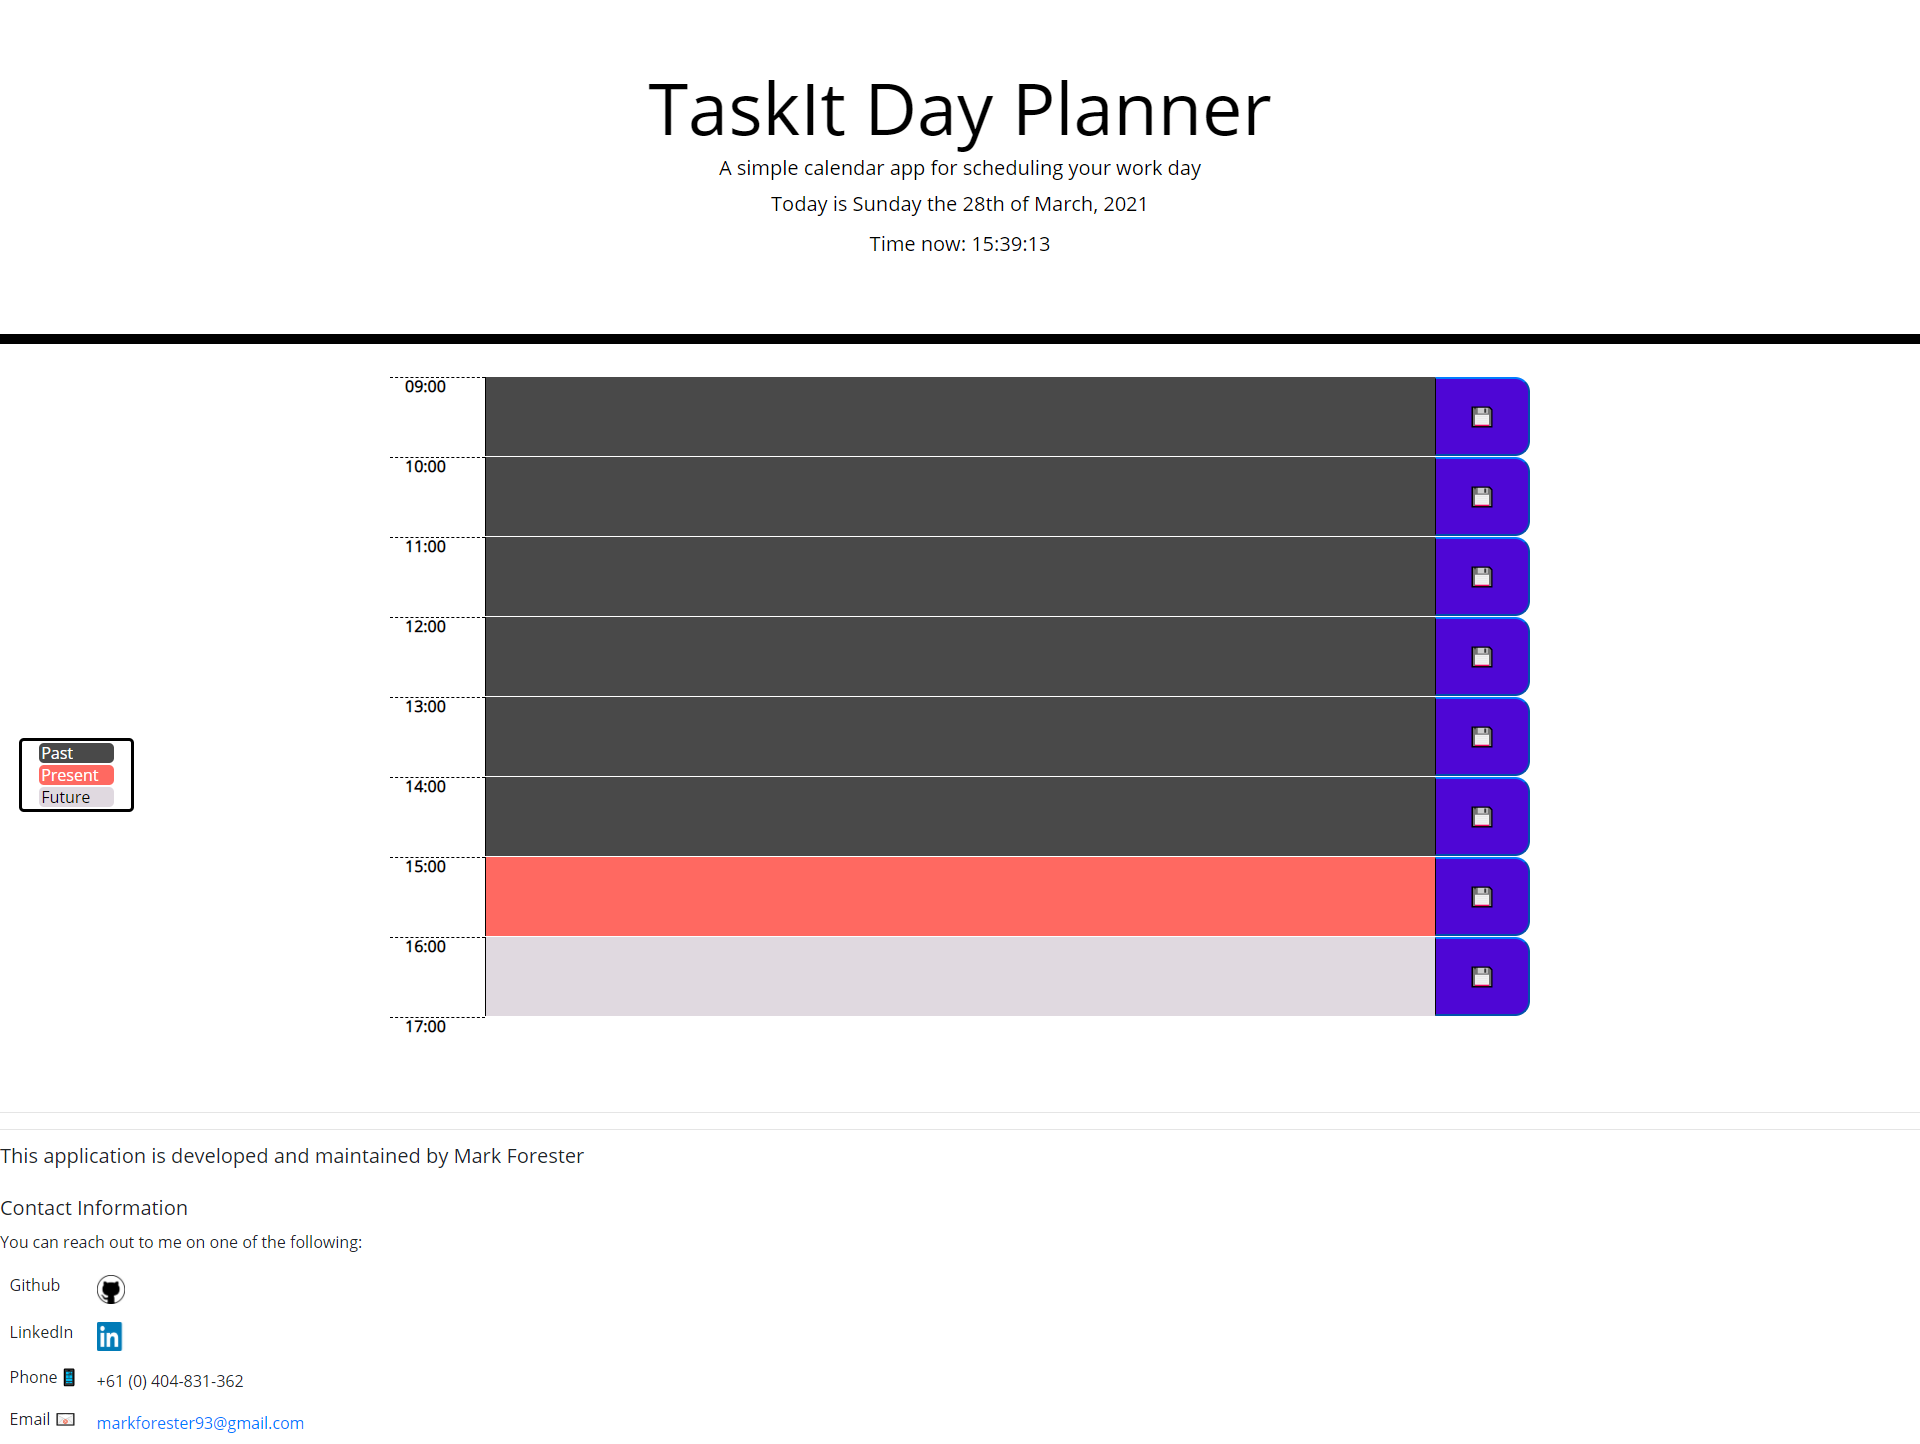 TaskIt Day Planner
A simple calendar app for scheduling your work day
Today is Sunday the 28th of March, 2021
Time now: 15:39:13
09:00
10:00
11:00
12:00
13:00
14:00
15:00
16:00
17:00
Past
Present
Future
This application is developed and maintained by Mark Forester
Contact Information
You can reach out to me on one of the following:
Github
LinkedIn
in
Phone
+61 (0) 404-831-362
Email
markforester93@gmail.com